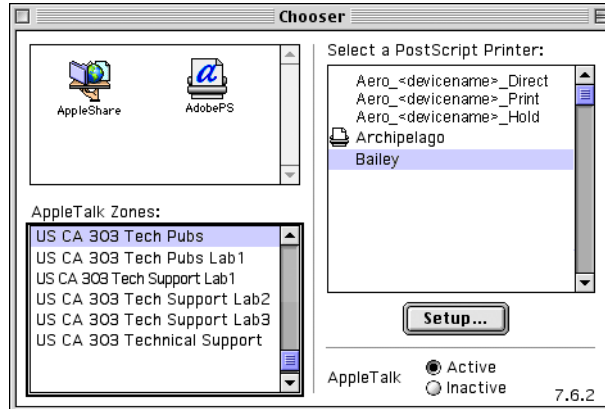 Chooser
AppleShare
AdobePS
AppleTalk Zones:
US CA 303 Tech Pubs
US CA 303 Tech Pubs Lab1
US CA 303 Tech Support Lab1
US CA 303 Tech Support Lab2
US CA 303 Tech Support Lab3
US CA 303 Technical Support
Select a PostScript Printer:
Aero_<devicename>_Direct
Aero_<devicename>_Print
Aero_<devicename>_Hold
Archipelago
Bailey
Setup...
AppleTalk
Active
Inactive
7.6.2